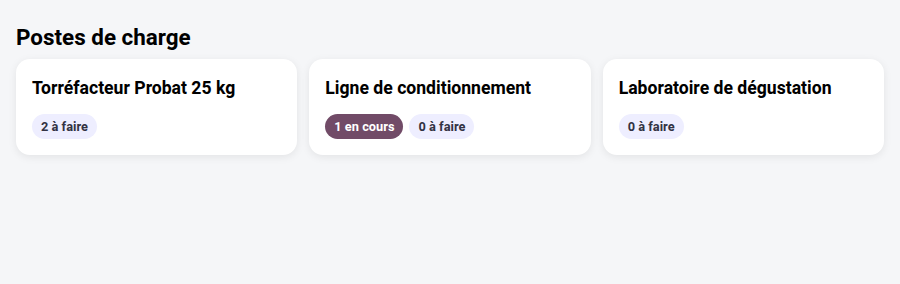 Postes de charge
Torréfacteur Probat 25 kg
2 à faire
Ligne de conditionnement
1 en cours 0 à faire
Laboratoire de dégustation
0 à faire